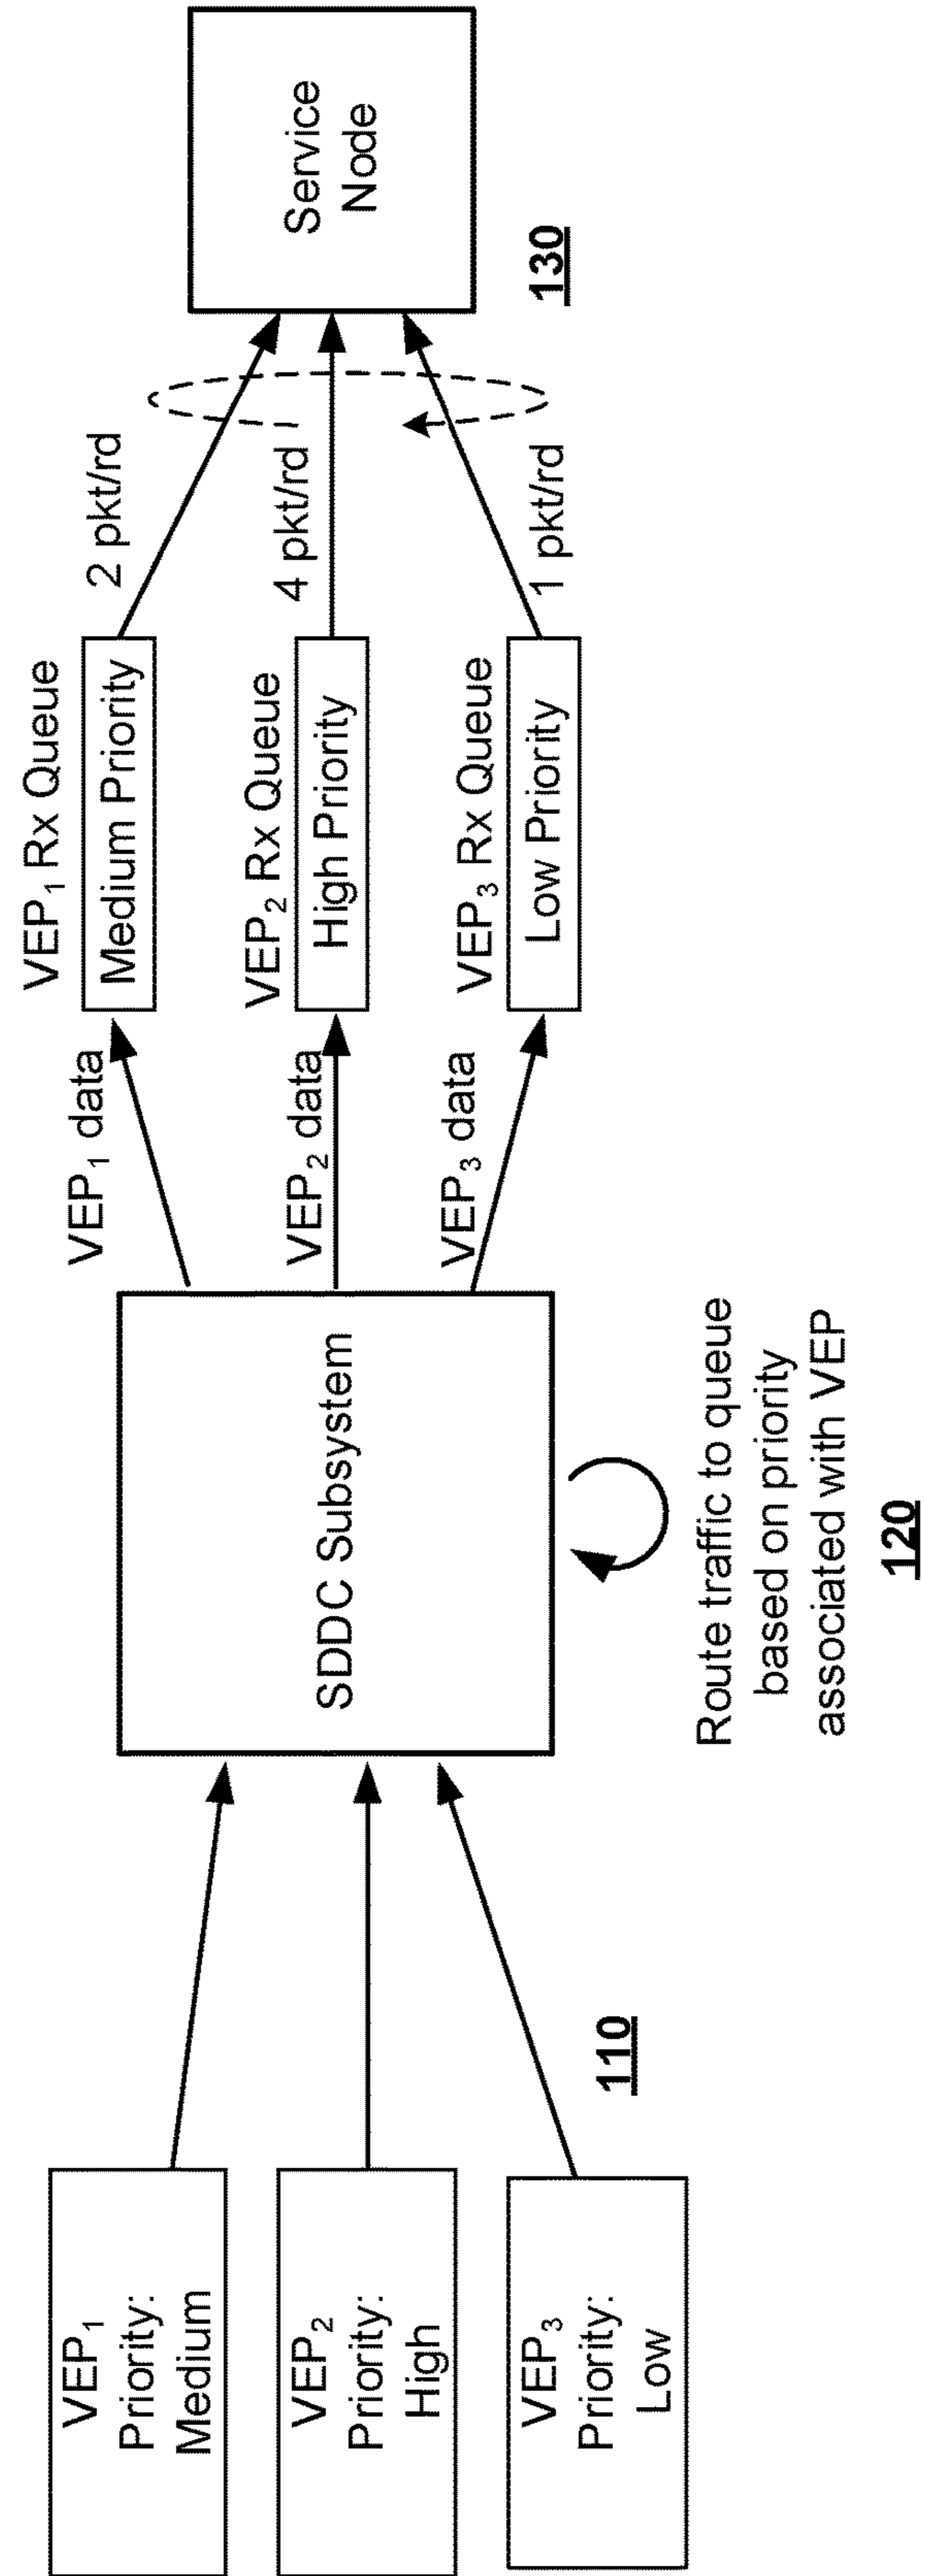 VEP₁
Priority:
Medium
VEP₂
Priority:
High
VEP₃
Priority:
Low
110
SDDC Subsystem
Route traffic to queue
based on priority
associated with VEP
120
VEP₁ data
VEP₂ data
VEP₃ data
VEP₁ Rx Queue
Medium Priority
VEP₂ Rx Queue
High Priority
VEP₃ Rx Queue
Low Priority
2 pkt/rd
4 pkt/rd
1 pkt/rd
Service
Node
130